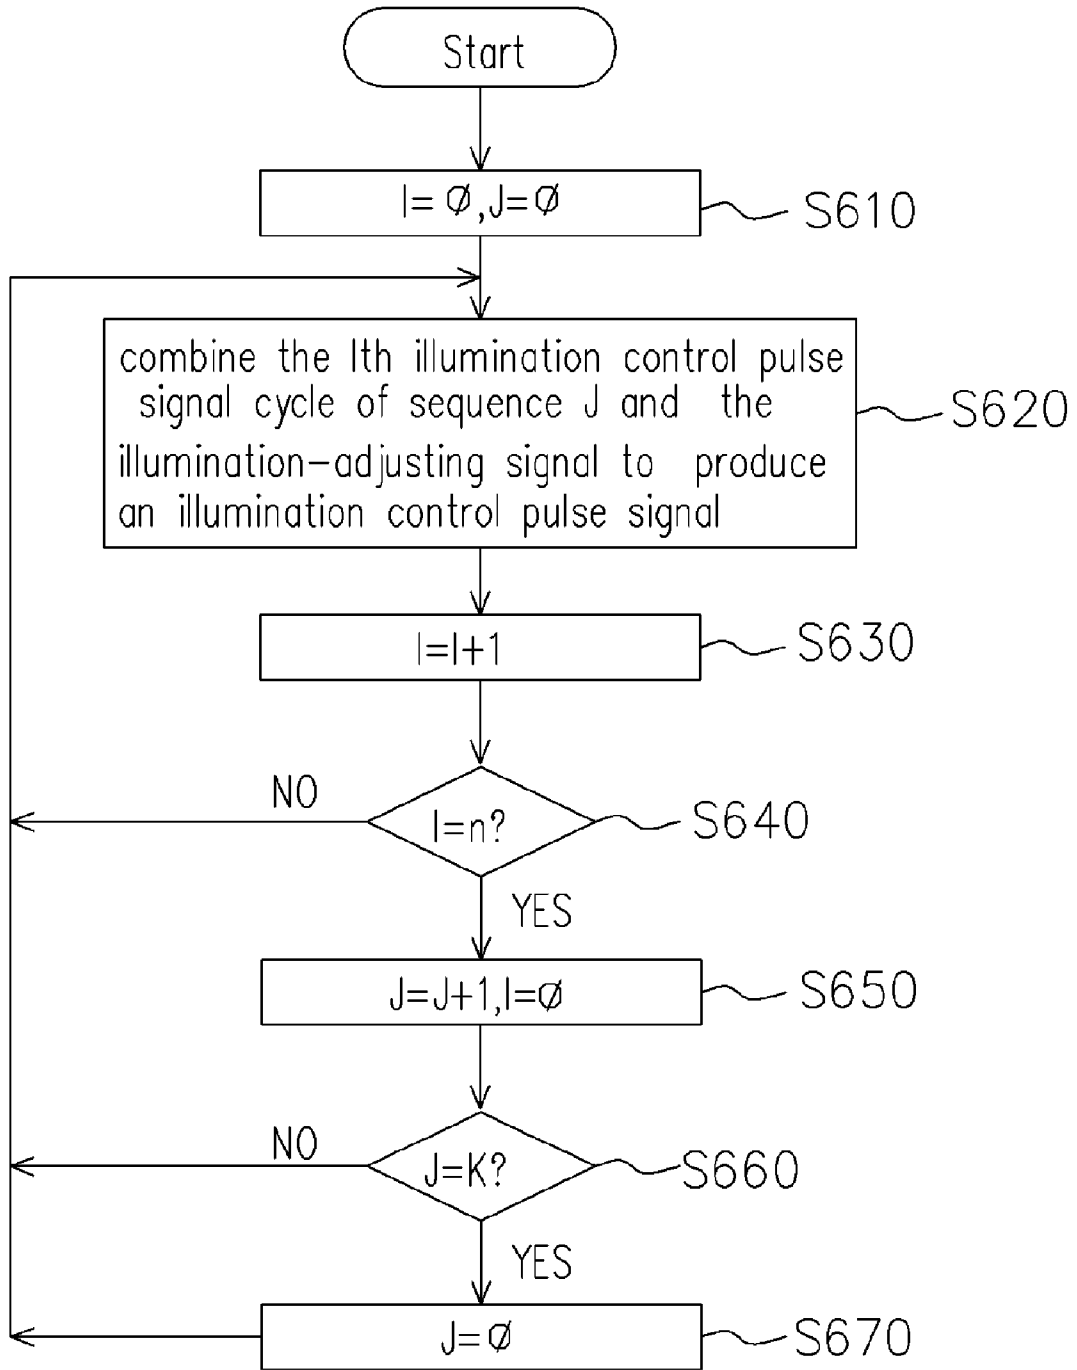 Start
I= Ø,J=Ø
S610
combine the Ith illumination control pulse
signal cycle of sequence J and the
illumination-adjusting signal to produce
an illumination control pulse signal
S620
I=I+1
S630
NO
I=n?
S640
YES
J=J+1,I=Ø
S650
NO
J=K?
S660
YES
J=Ø
S670